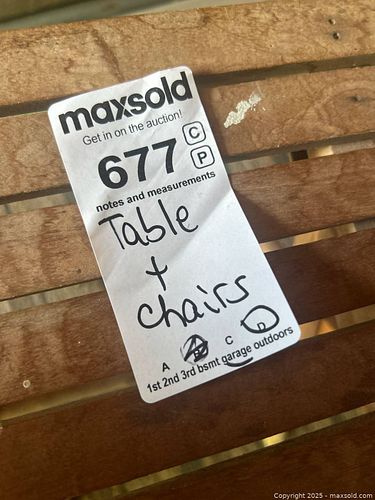 maxsold
Get in on the auction!
677 C
P
notes and measurements
Table
+
chairs
A B C D
1st 2nd 3rd bsmt garage outdoors
Copyright 2025 - maxsold.com